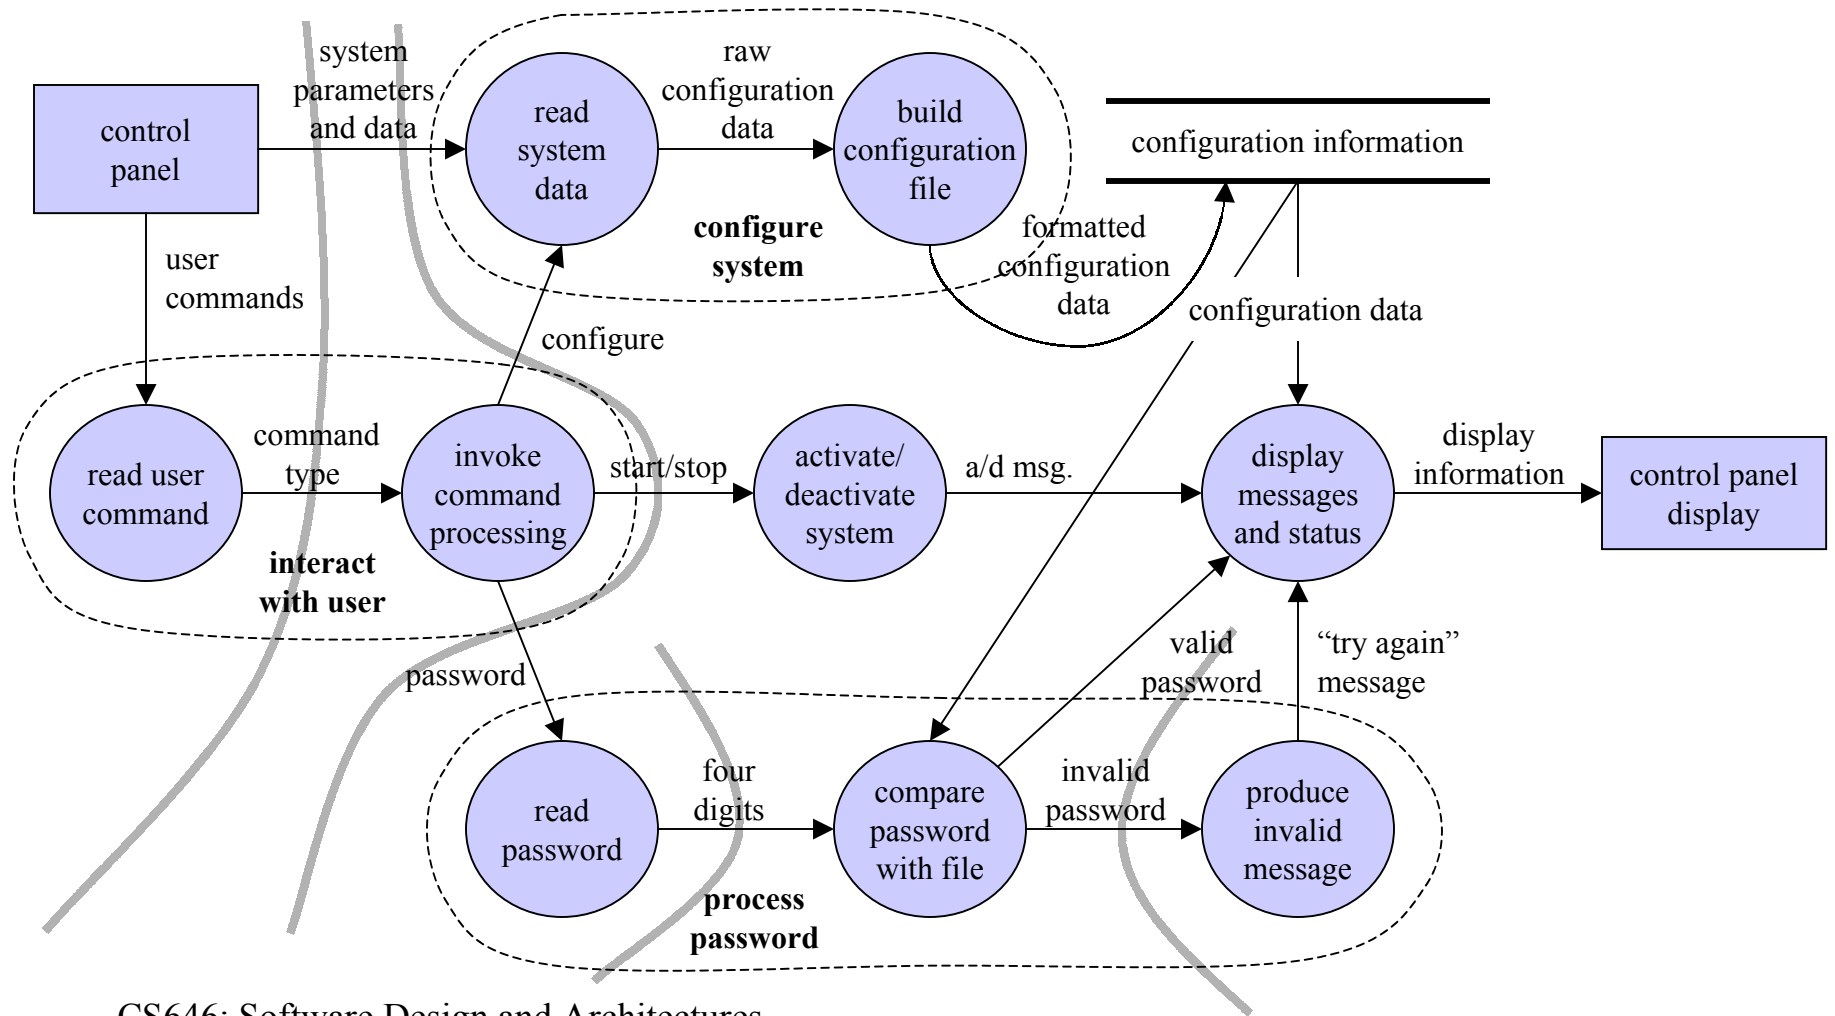 system
parameters
and data
raw
configuration
data
control
panel
read
system
data
build
configuration
file
configuration information
configure
system
formatted
configuration
data
user
commands
configuration data
configure
command
type
read user
command
invoke
command
processing
start/stop
activate/
deactivate
system
a/d msg.
display
messages
and status
display
information
control panel
display
interact
with user
password
valid
password
“try again”
message
read
password
four
digits
compare
password
with file
invalid
password
produce
invalid
message
process
password
CS646: Software Design and Architectures